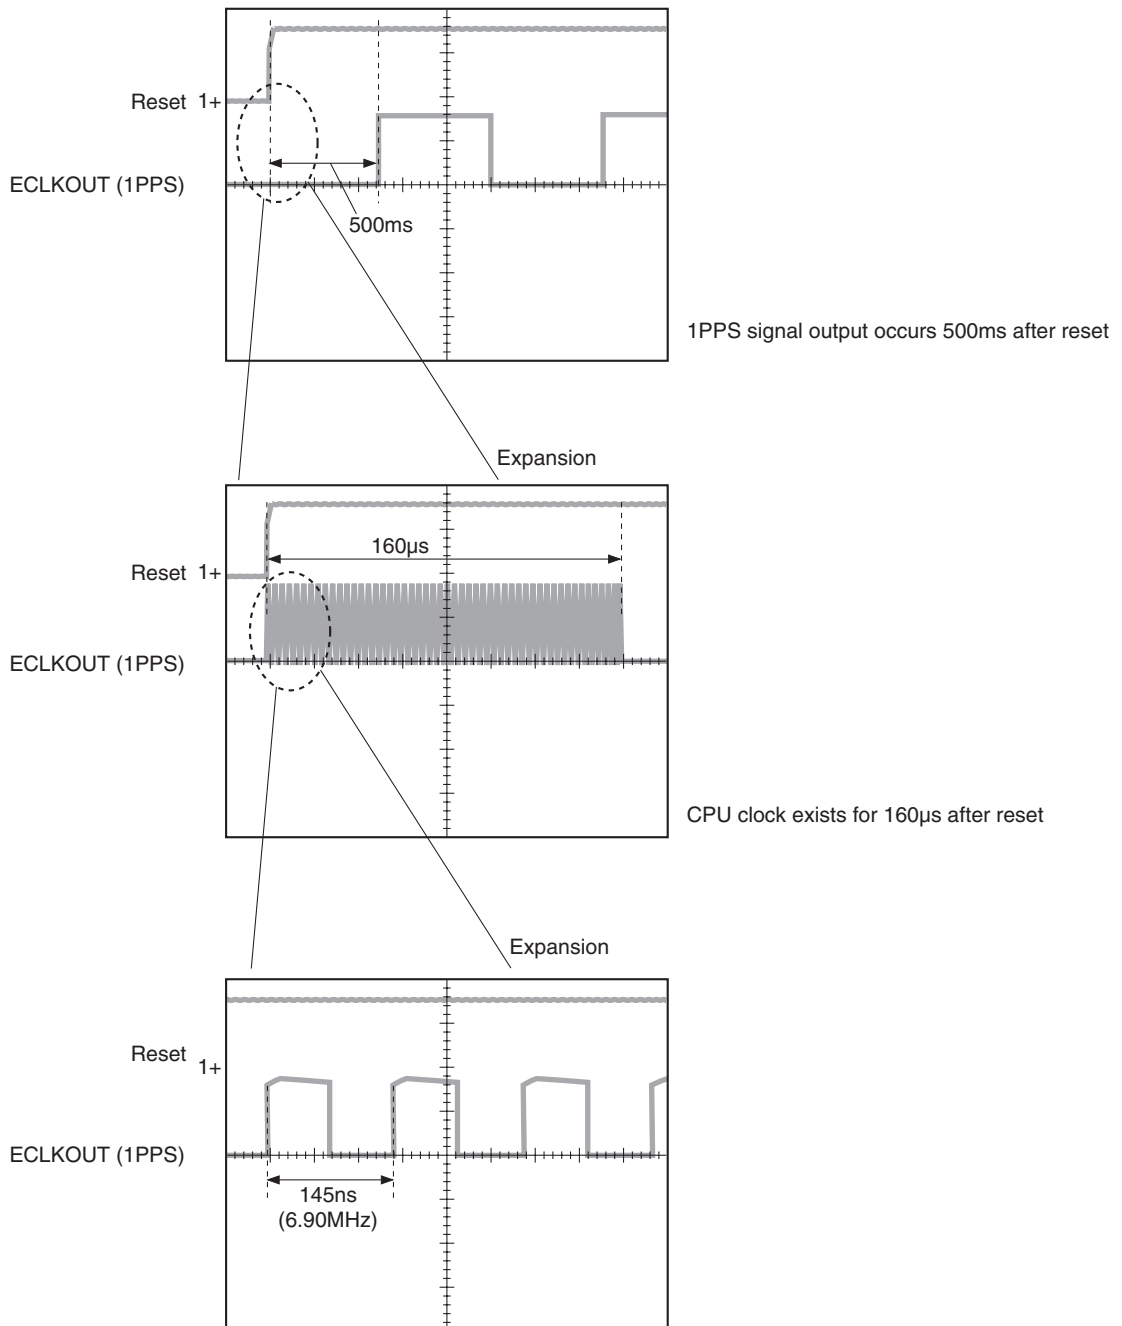 Reset 1+
ECLKOUT (1PPS)
500ms
1PPS signal output occurs 500ms after reset
Expansion
160µs
Reset 1+
ECLKOUT (1PPS)
CPU clock exists for 160µs after reset
Expansion
Reset 1+
ECLKOUT (1PPS)
145ns
(6.90MHz)